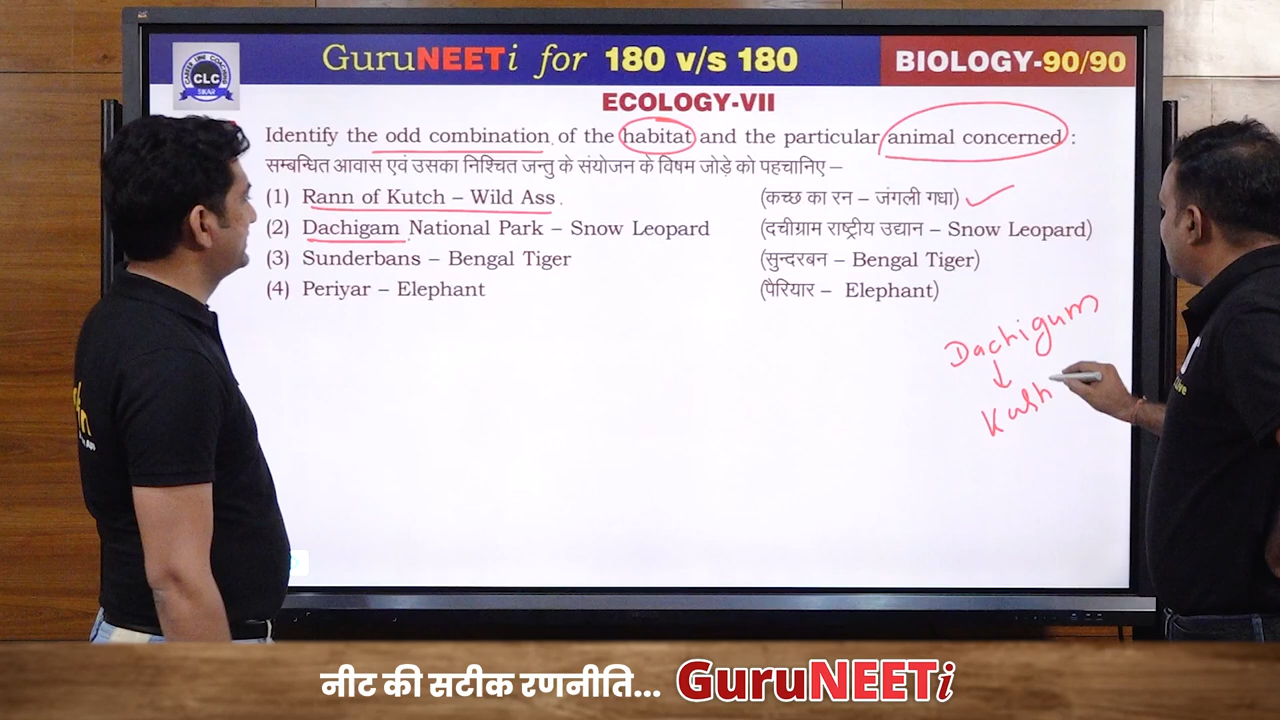 GuruNEETi for 180 v/s 180
BIOLOGY-90/90
CLC
SIKAR
ECOLOGY-VII
Identify the odd combination of the habitat and the particular animal concerned :
सम्बन्धित आवास एवं उसका निश्चित जन्तु के संयोजन के विषम जोड़े को पहचानिए –
(1) Rann of Kutch – Wild Ass . (कच्छ का रन – जंगली गधा)
(2) Dachigam National Park – Snow Leopard (दचीग्राम राष्ट्रीय उद्यान – Snow Leopard)
(3) Sunderbans – Bengal Tiger (सुन्दरबन – Bengal Tiger)
(4) Periyar – Elephant (पैरियार – Elephant)
Dachigum
↓
Kash
नीट की सटीक रणनीति... GuruNEETi